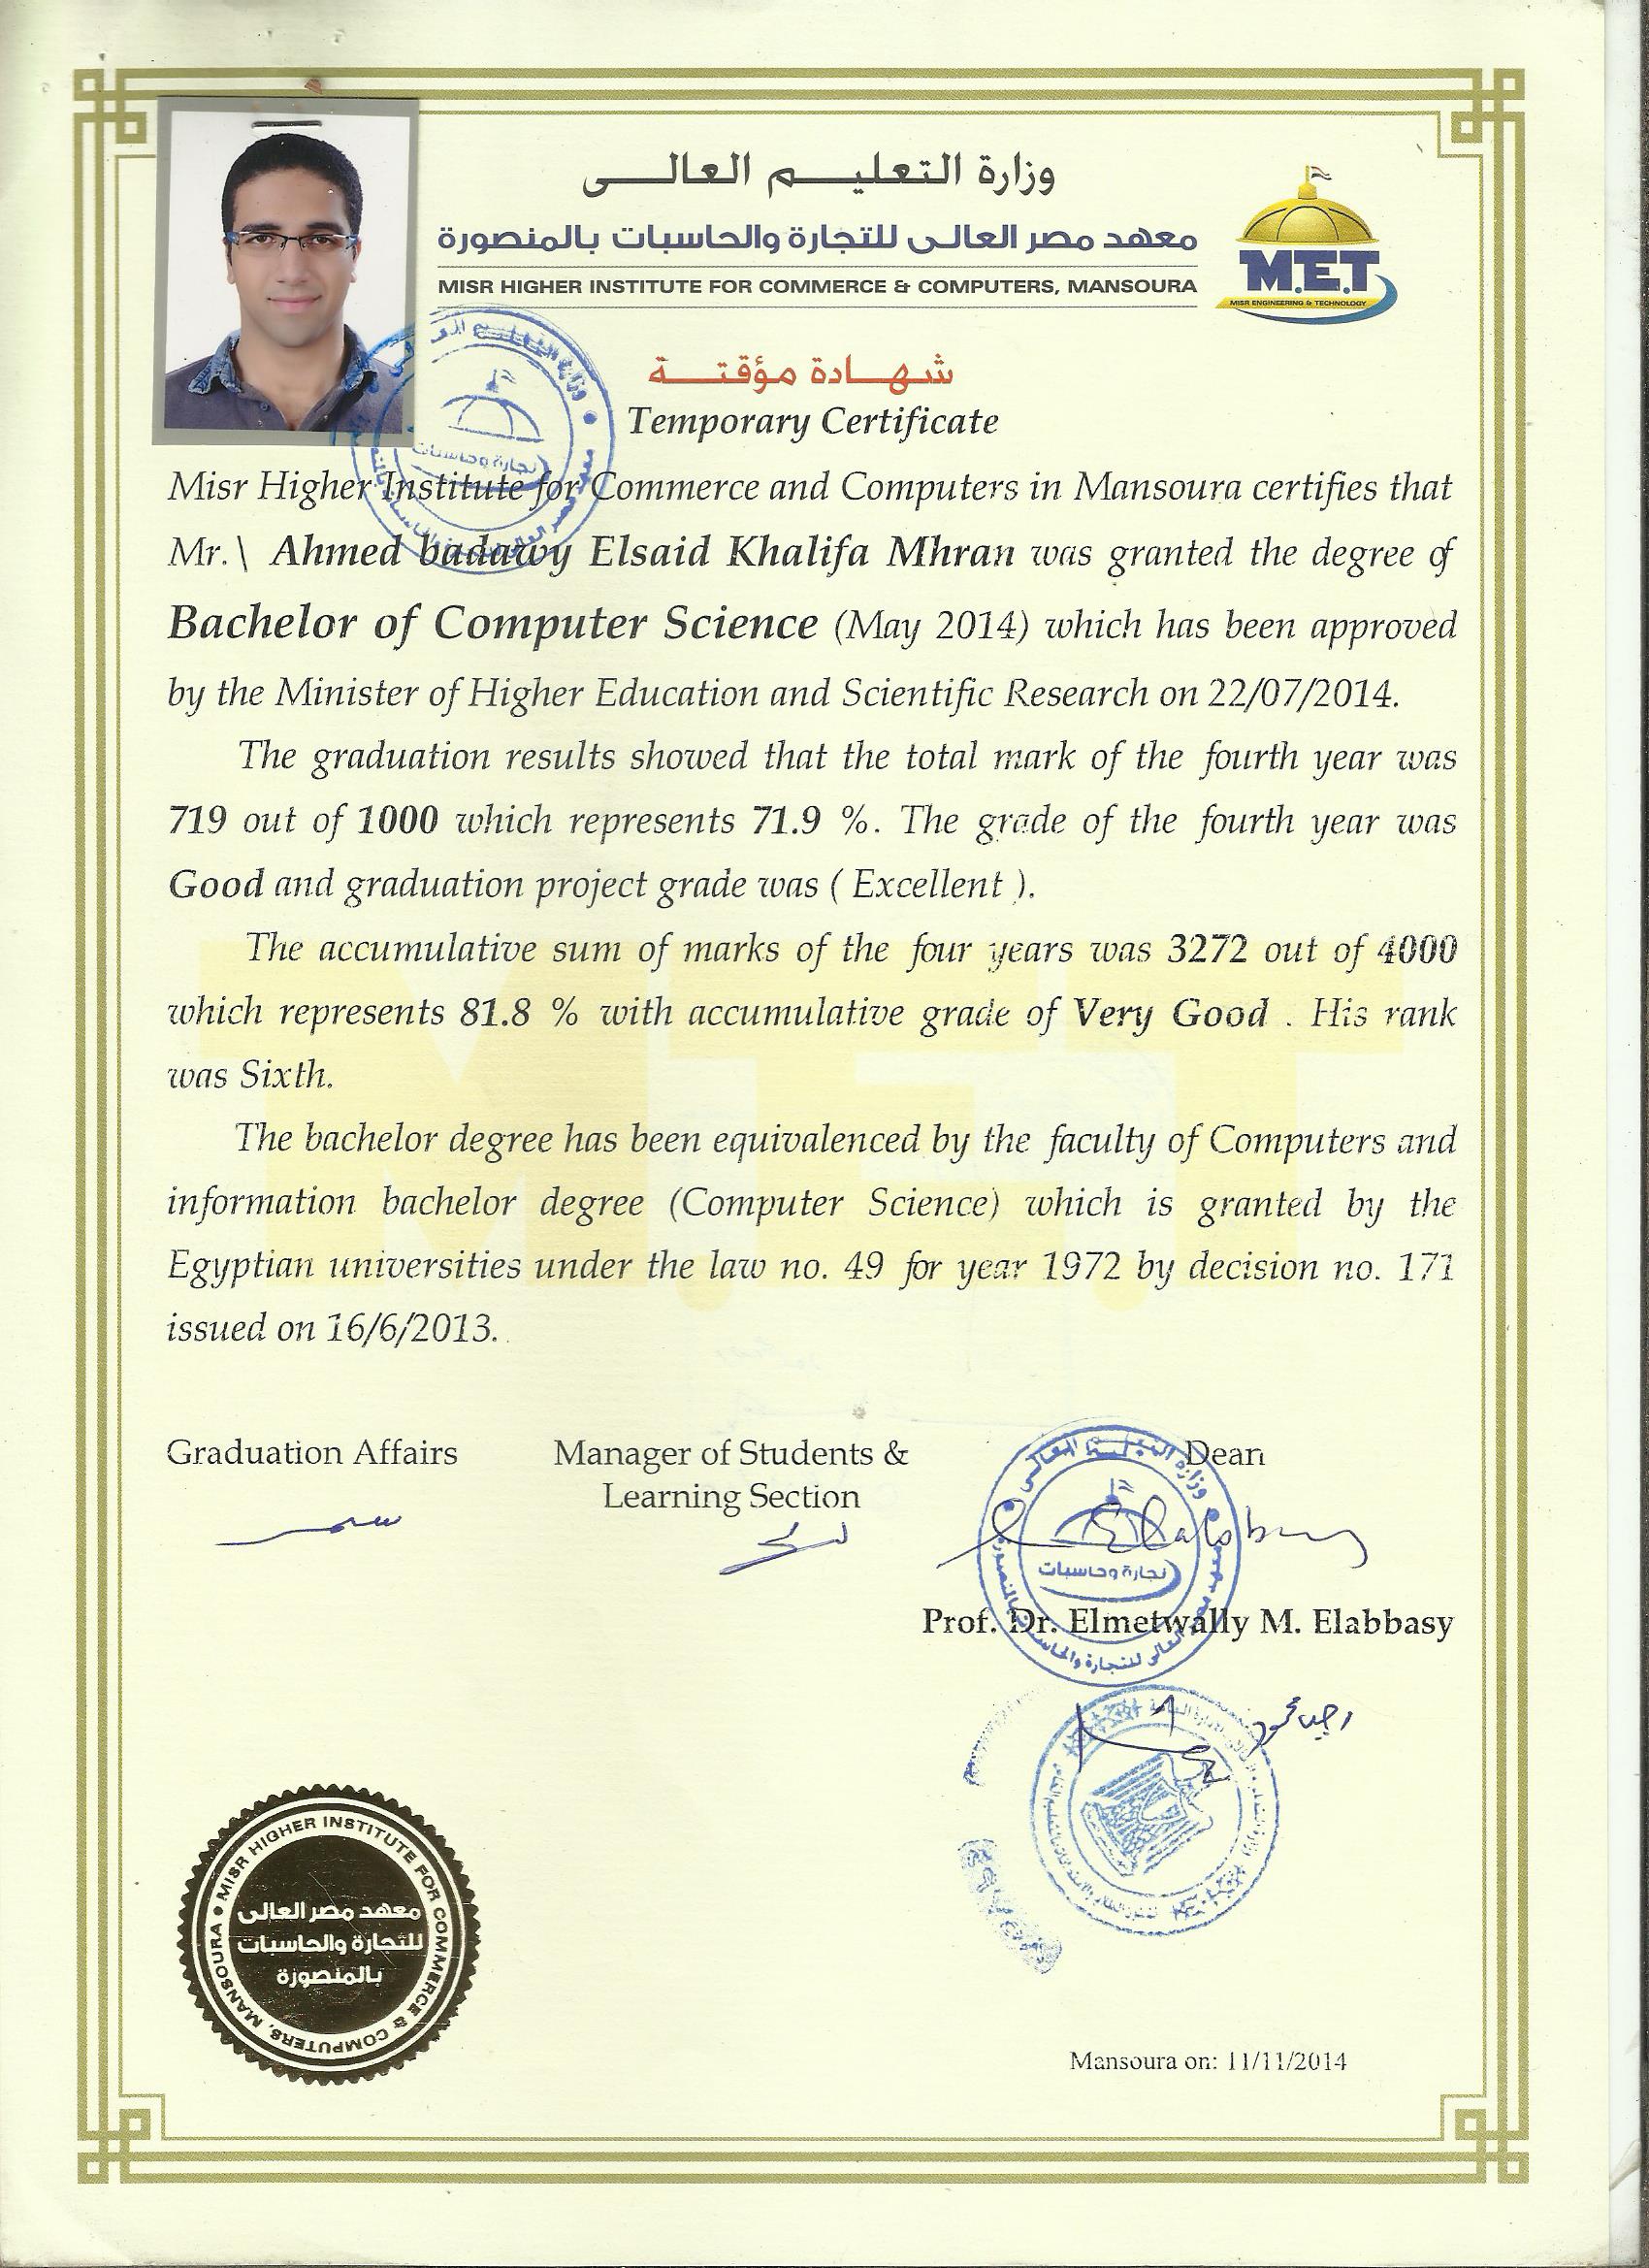 وزارة التعليم العالى
معهد مصر العالى للتجارة والحاسبات بالمنصورة
MISR HIGHER INSTITUTE FOR COMMERCE & COMPUTERS, MANSOURA
M.E.T
MISR ENGINEERING & TECHNOLOGY
شهادة مؤقتة
Temporary Certificate
تجارة وحاسبات
Misr Higher Institute for Commerce and Computers in Mansoura certifies that
Mr.\ Ahmed badawy Elsaid Khalifa Mhran was granted the degree of
Bachelor of Computer Science (May 2014) which has been approved
by the Minister of Higher Education and Scientific Research on 22/07/2014.
The graduation results showed that the total mark of the fourth year was
719 out of 1000 which represents 71.9 %. The grade of the fourth year was
Good and graduation project grade was ( Excellent ).
The accumulative sum of marks of the four years was 3272 out of 4000
which represents 81.8 % with accumulative grade of Very Good . His rank
was Sixth.
The bachelor degree has been equivalenced by the faculty of Computers and
information bachelor degree (Computer Science) which is granted by the
Egyptian universities under the law no. 49 for year 1972 by decision no. 171
issued on 16/6/2013.
Graduation Affairs
Manager of Students &
Learning Section
Dean
وزارة التعليم العالى
تجارة وحاسبات
Prof. Dr. Elmetwally M. Elabbasy
MISR HIGHER INSTITUTE FOR COMMERCE & COMPUTERS, MANSOURA
معهد مصر العالى
للتجارة والحاسبات
بالمنصورة
Mansoura on: 11/11/2014